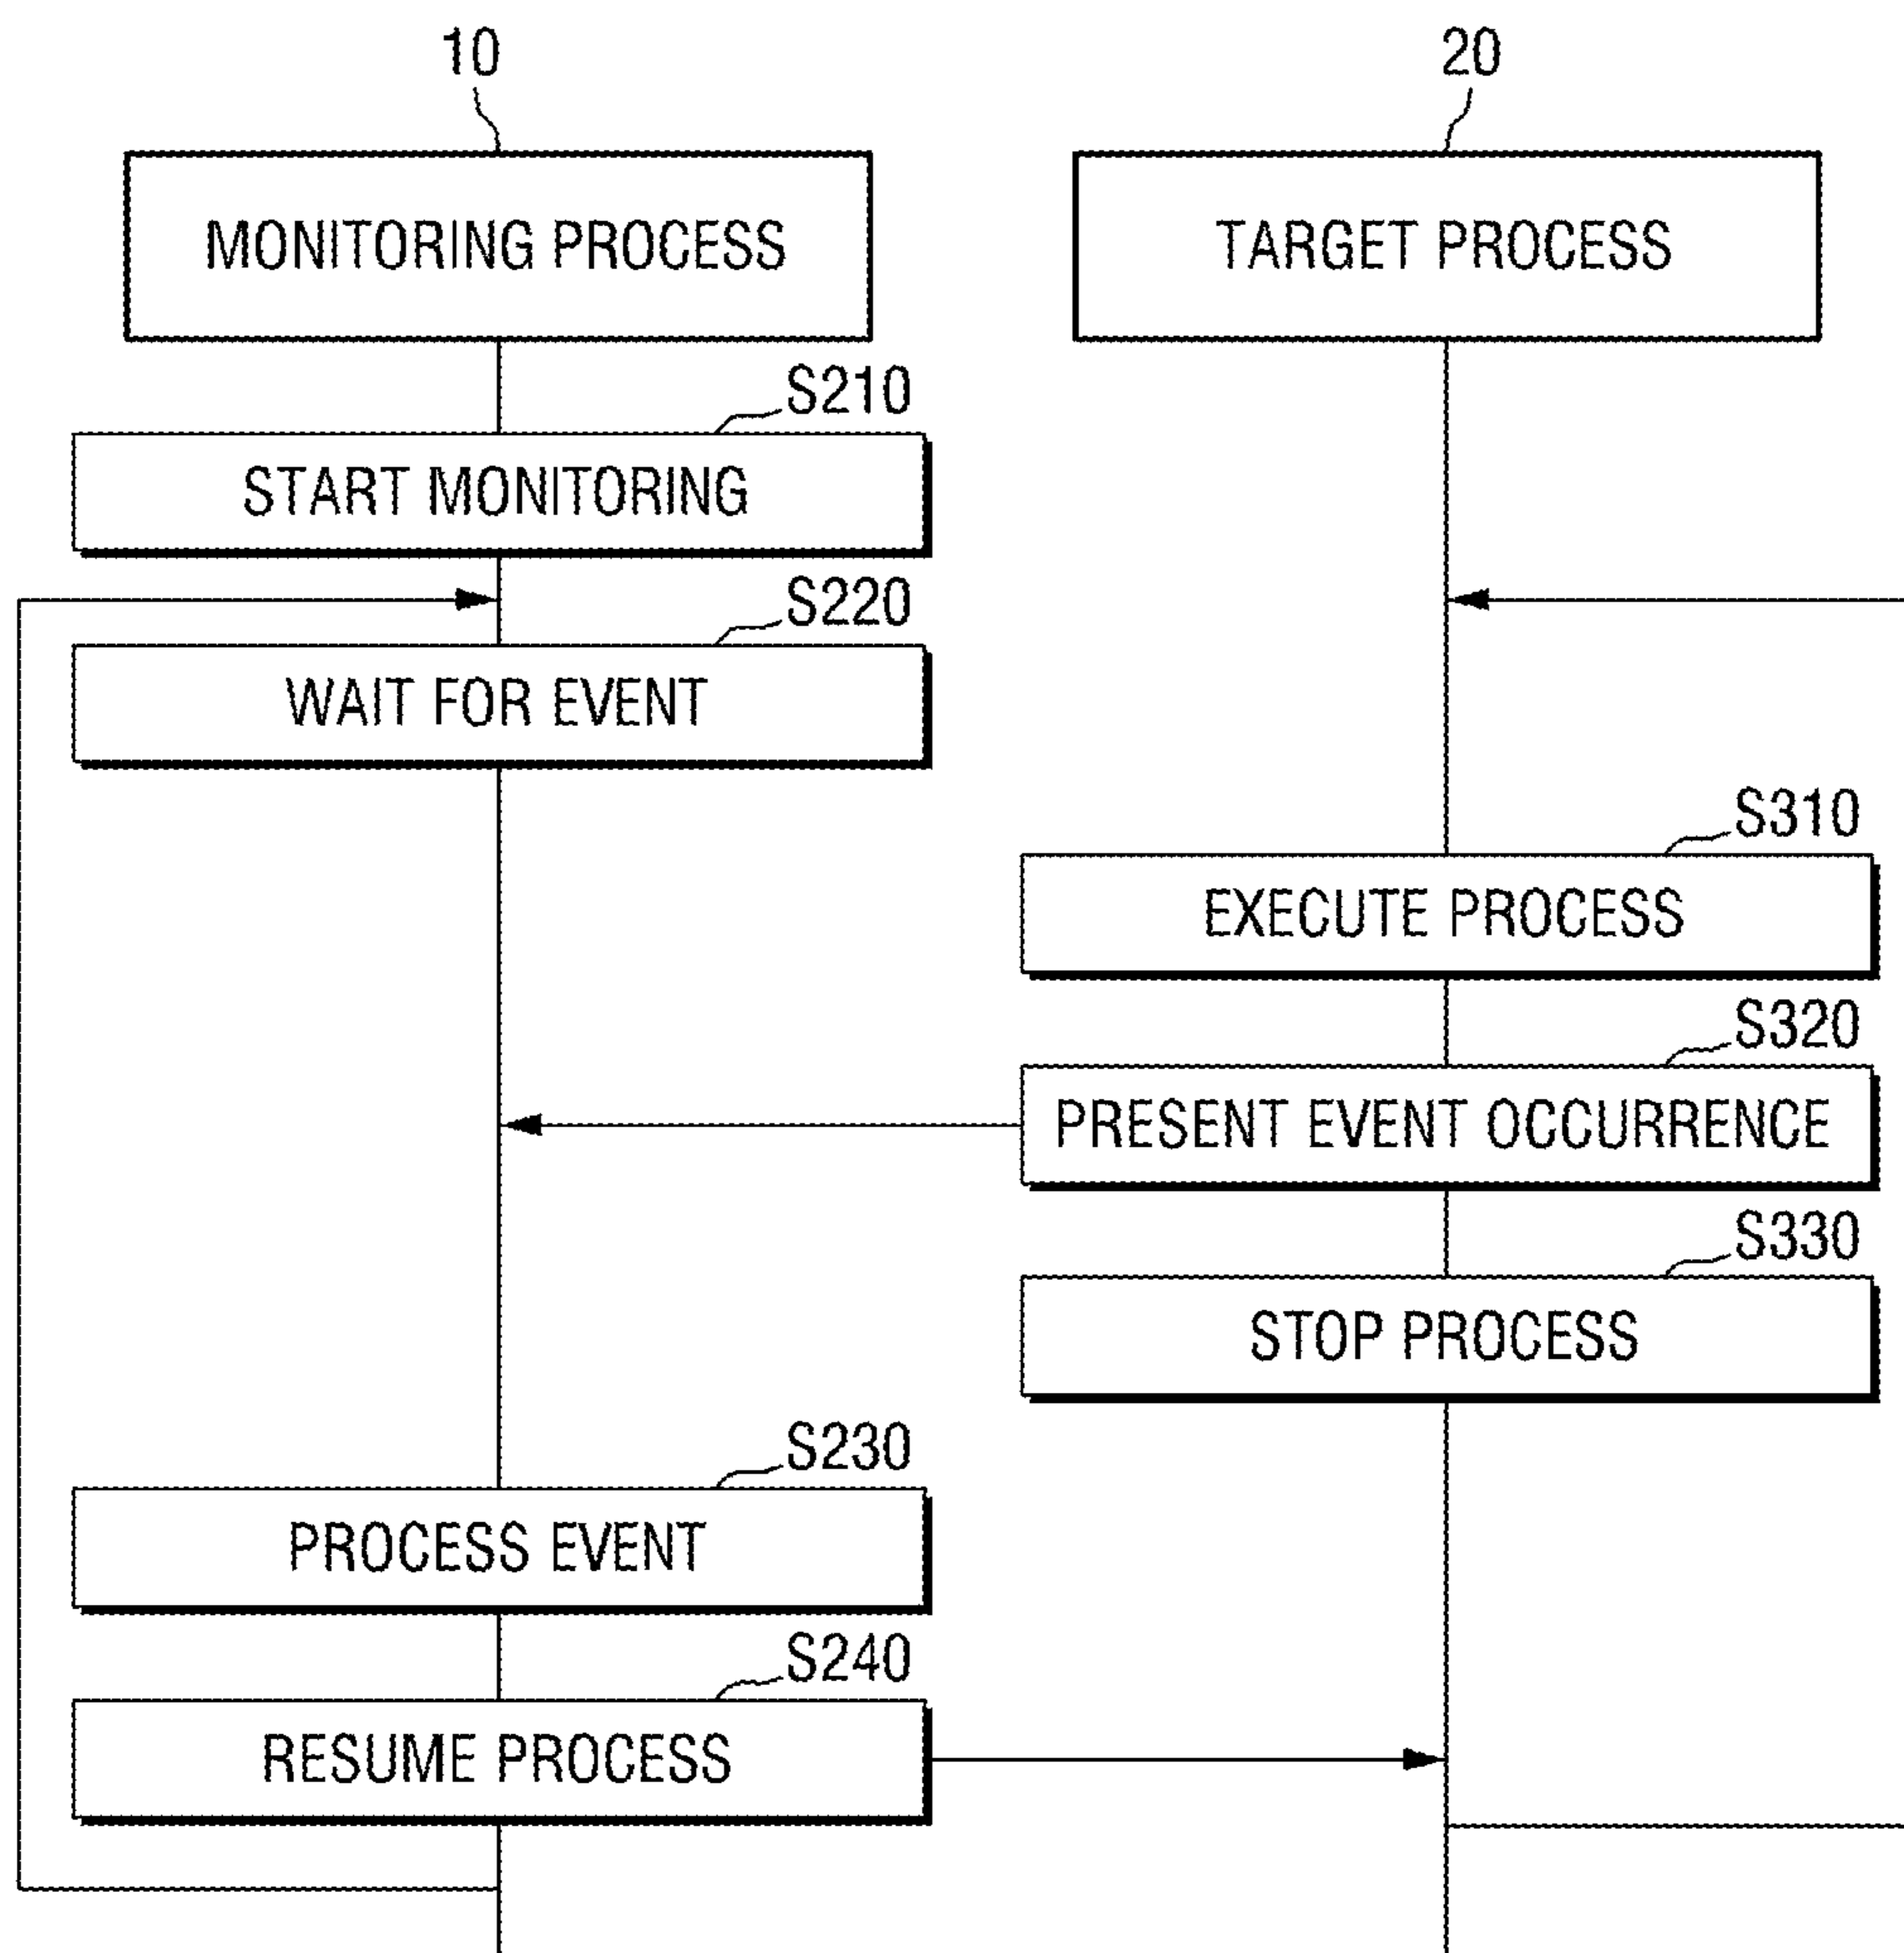 10
20
MONITORING PROCESS
TARGET PROCESS
S210
START MONITORING
S220
WAIT FOR EVENT
S310
EXECUTE PROCESS
S320
PRESENT EVENT OCCURRENCE
S330
STOP PROCESS
S230
PROCESS EVENT
S240
RESUME PROCESS